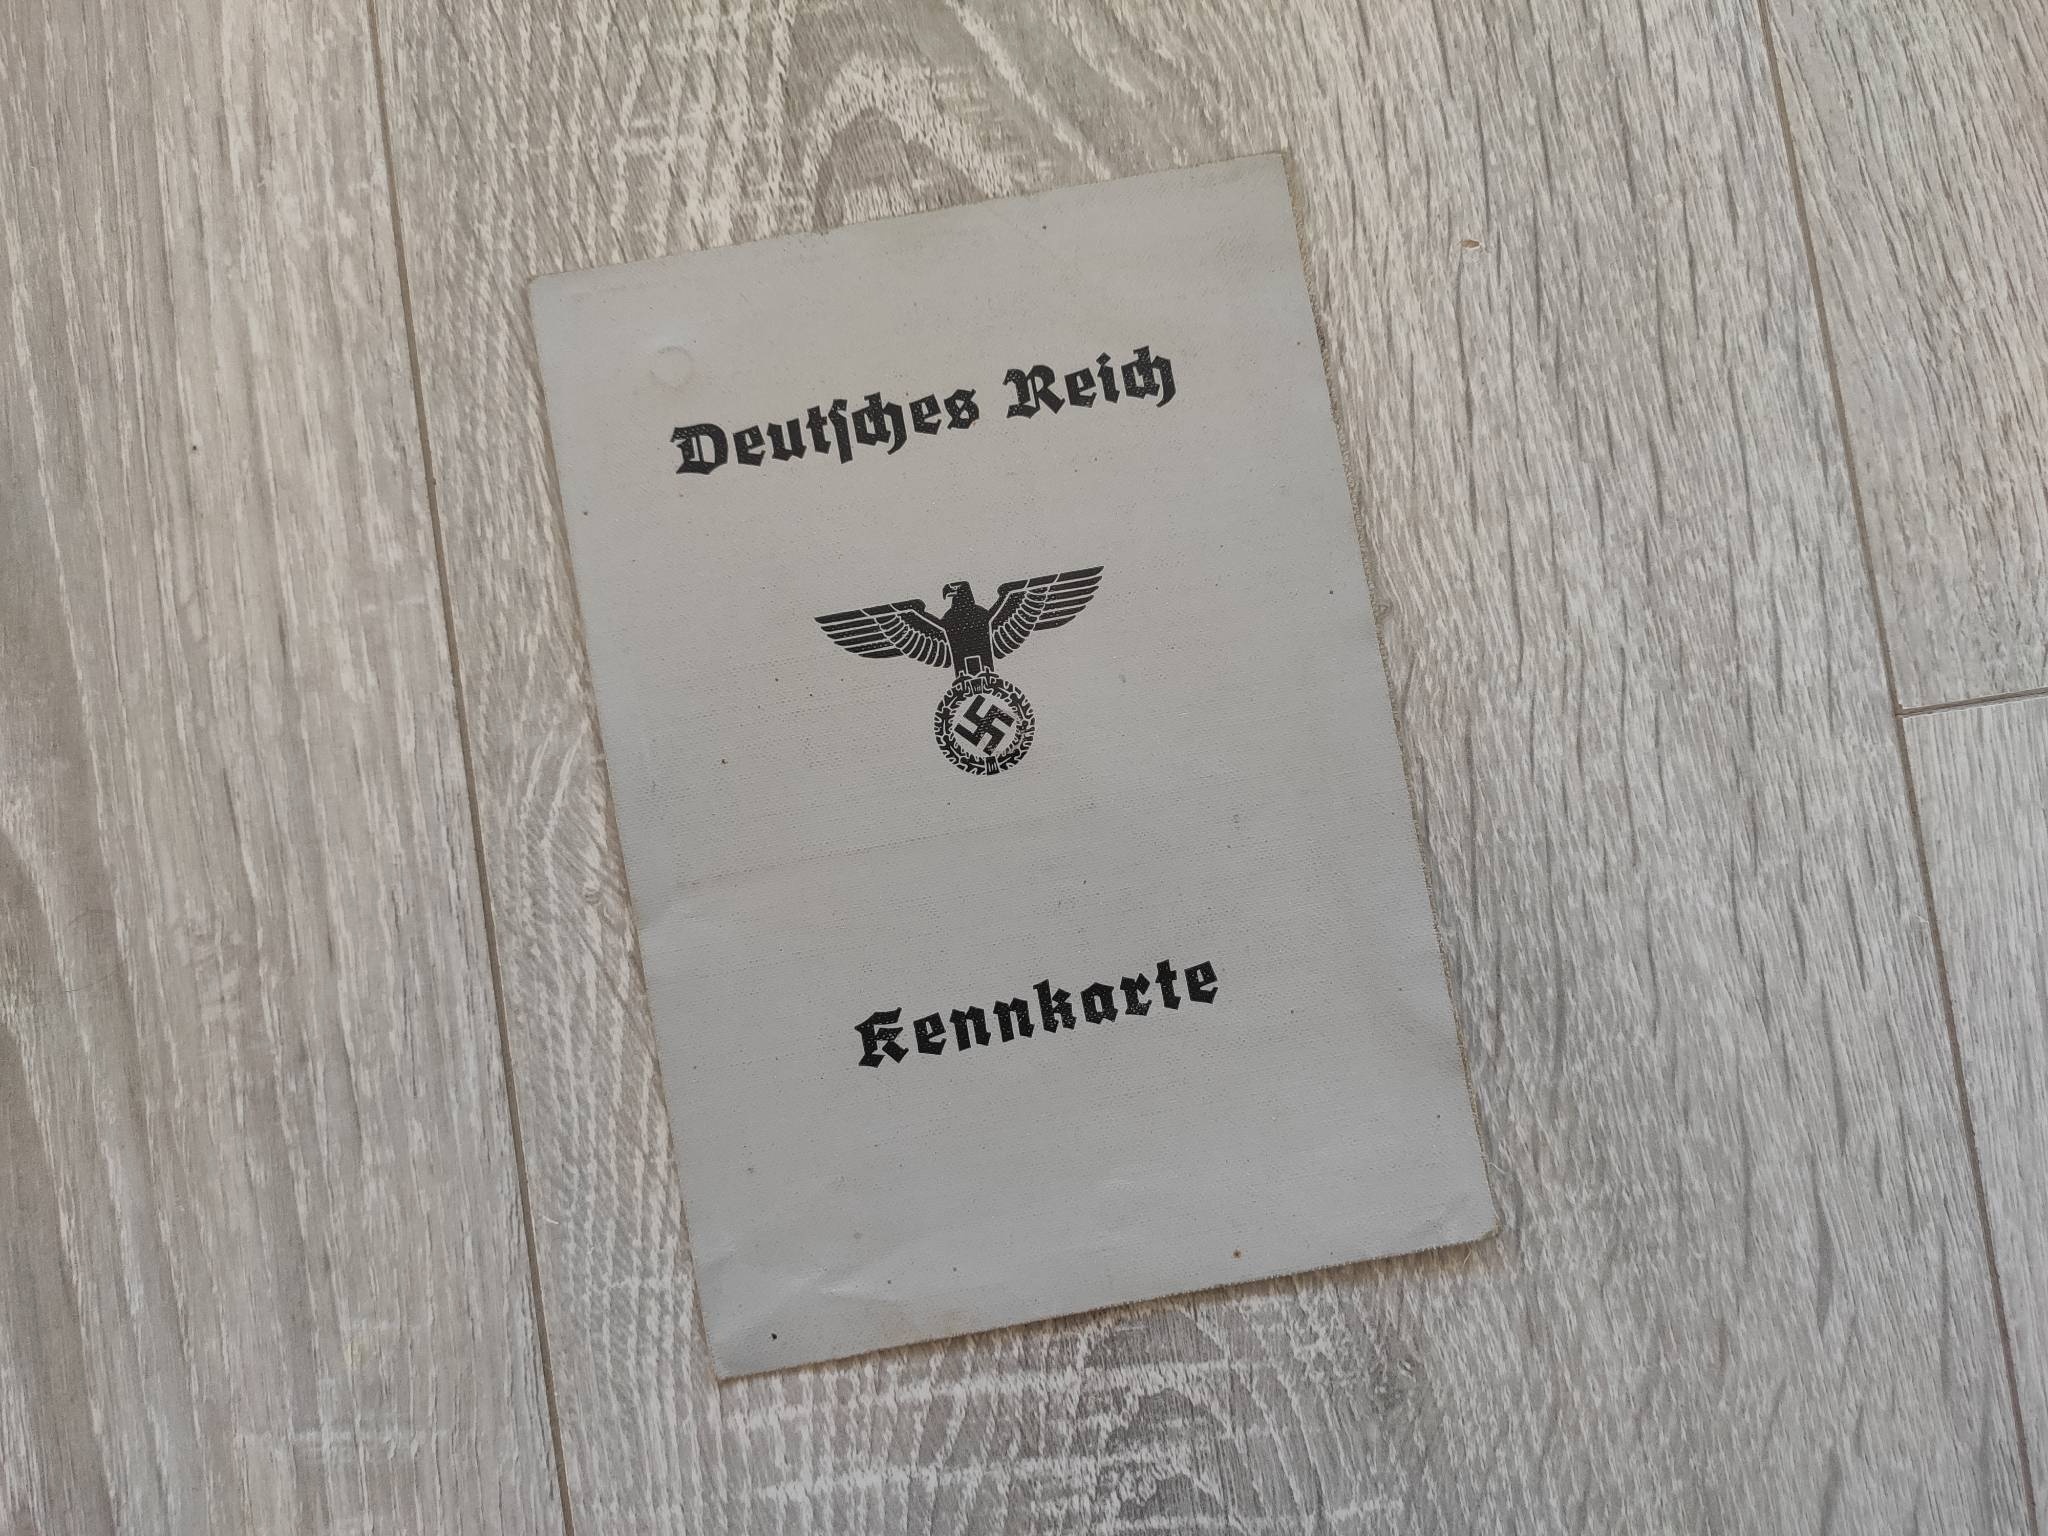 Deutſches Reich
Kennkarte